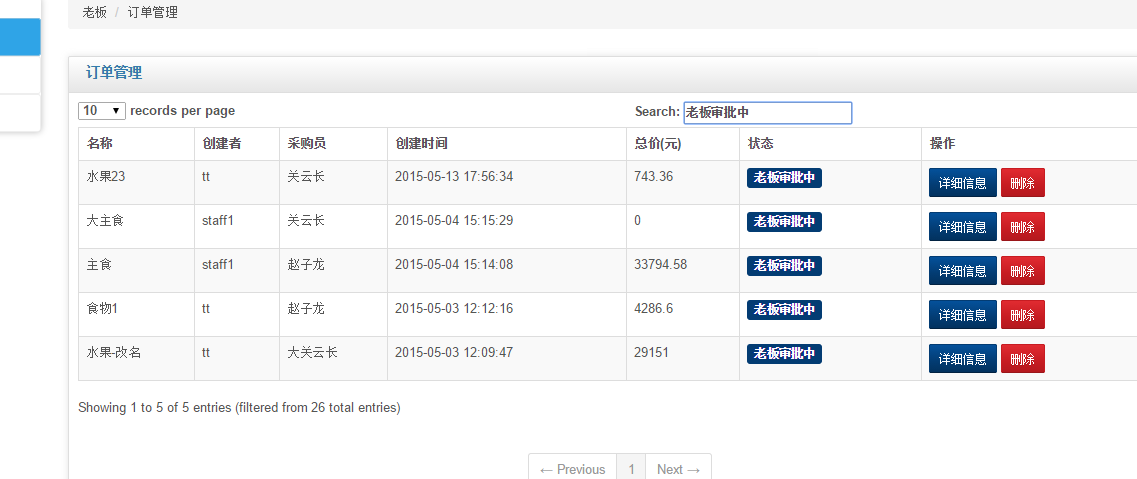 老板 / 订单管理
订单管理
10 records per page Search: 老板审批中
名称 创建者 采购员 创建时间 总价(元) 状态 操作
水果23 tt 关云长 2015-05-13 17:56:34 743.36 老板审批中 详细信息 删除
大主食 staff1 关云长 2015-05-04 15:15:29 0 老板审批中 详细信息 删除
主食 staff1 赵子龙 2015-05-04 15:14:08 33794.58 老板审批中 详细信息 删除
食物1 tt 赵子龙 2015-05-03 12:12:16 4286.6 老板审批中 详细信息 删除
水果-改名 tt 大关云长 2015-05-03 12:09:47 29151 老板审批中 详细信息 删除
Showing 1 to 5 of 5 entries (filtered from 26 total entries)
← Previous 1 Next →